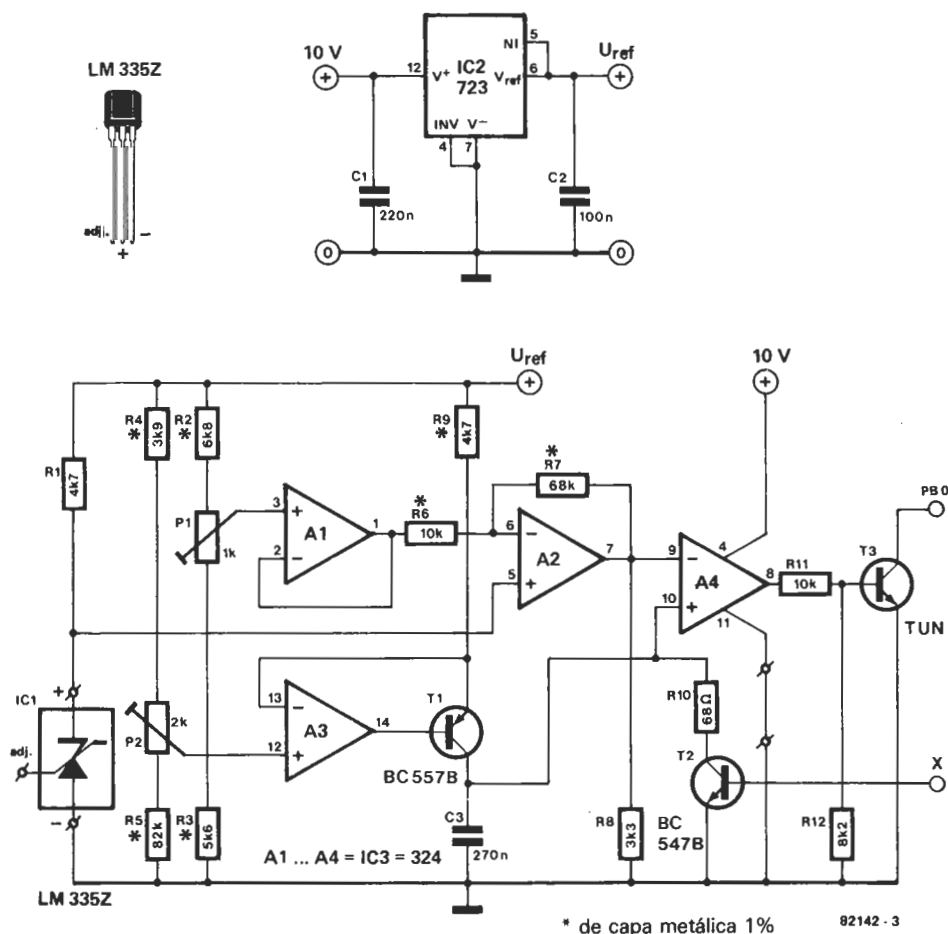 LM 335Z
adj.
+
−
10 V
12
V+
IC2
723
NI
5
Vref
6
Uref
INV
V−
4
7
C1
220n
C2
100n
0
0
Uref
10 V
R1
4k7
R4
*
3k9
R2
*
6k8
R9
*
4k7
P1
1k
3
+
A1
1
2
−
*
R6
10k
*
R7
68k
6
−
A2
7
5
+
9
−
A4
4
8
10
+
11
R11
10k
T3
PB0
TUN
+
IC1
adj.
−
LM 335Z
P2
2k
13
−
A3
14
12
+
T1
BC557B
R10
68Ω
T2
BC
547B
X
R5
*
82k
R3
*
5k6
C3
270n
R8
3k3
R12
8k2
A1 ... A4 = IC3 = 324
* de capa metálica 1%
82142 - 3